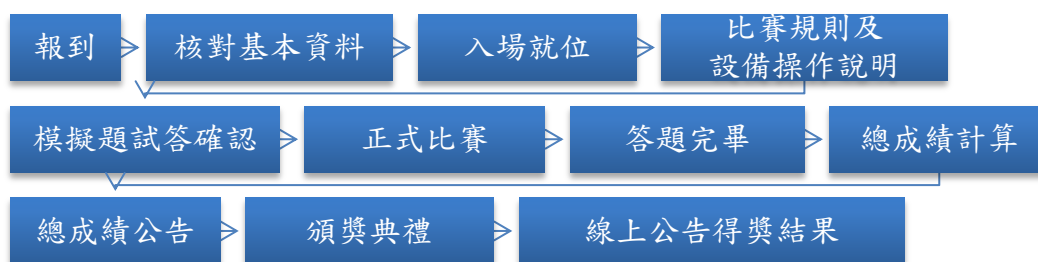 報到
核對基本資料
入場就位
比賽規則及
設備操作說明
模擬題試答確認
正式比賽
答題完畢
總成績計算
總成績公告
頒獎典禮
線上公告得獎結果